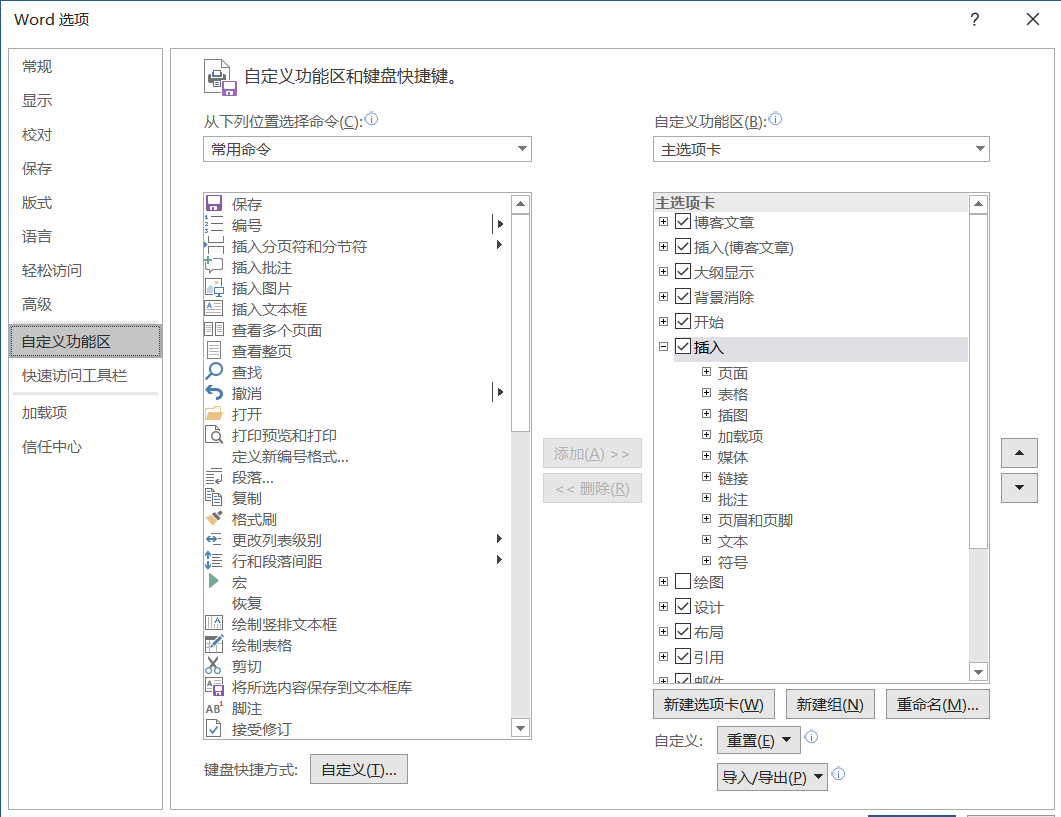 Word 选项
?
常规
显示
校对
保存
版式
语言
轻松访问
高级
自定义功能区
快速访问工具栏
加载项
信任中心
自定义功能区和键盘快捷键。
从下列位置选择命令(C):
常用命令
保存
编号
插入分页符和分节符
插入批注
插入图片
插入文本框
查看多个页面
查看整页
查找
撤消
打开
打印预览和打印
定义新编号格式...
段落...
复制
格式刷
更改列表级别
行和段落间距
宏
恢复
绘制竖排文本框
绘制表格
剪切
将所选内容保存到文本框库
脚注
接受修订
键盘快捷方式: 自定义(T)...
添加(A) >>
<< 删除(R)
自定义功能区(B):
主选项卡
主选项卡
博客文章
插入(博客文章)
大纲显示
背景消除
开始
插入
页面
表格
插图
加载项
媒体
链接
批注
页眉和页脚
文本
符号
绘图
设计
布局
引用
邮件
新建选项卡(W) 新建组(N) 重命名(M)...
自定义: 重置(E)
导入/导出(P)